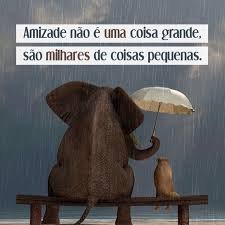 Amizade não é uma coisa grande,
são milhares de coisas pequenas.